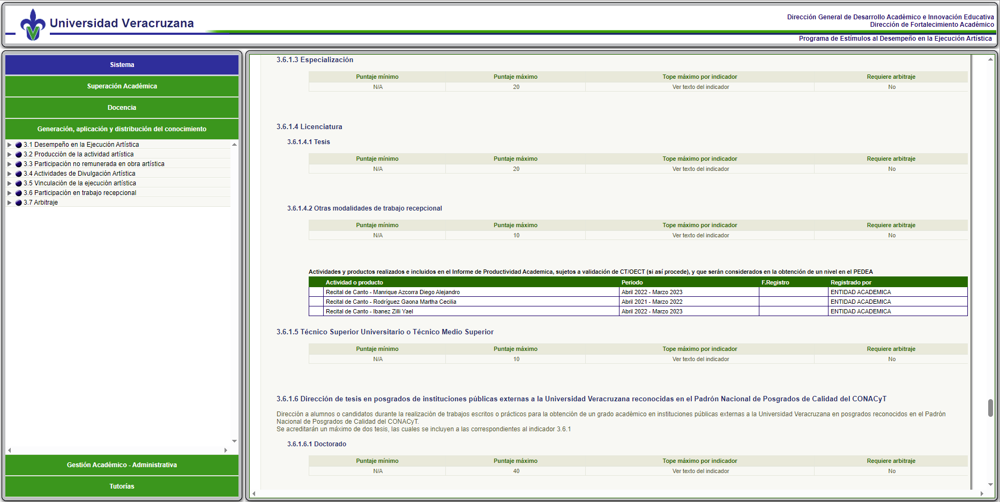 Universidad Veracruzana
Dirección General de Desarrollo Académico e Innovación Educativa
Dirección de Fortalecimiento Académico
Programa de Estímulos al Desempeño en la Ejecución Artística
Sistema
Superación Académica
Docencia
Generación, aplicación y distribución del conocimiento
3.1 Desempeño en la Ejecución Artística
3.2 Producción de la actividad artística
3.3 Participación no remunerada en obra artística
3.4 Actividades de Divulgación Artística
3.5 Vinculación de la ejecución artística
3.6 Participación en trabajo recepcional
3.7 Arbitraje
Gestión Académico - Administrativa
Tutorías
3.6.1.3 Especialización
Puntaje mínimo Puntaje máximo Tope máximo por indicador Requiere arbitraje
N/A 20 Ver texto del indicador No
3.6.1.4 Licenciatura
3.6.1.4.1 Tesis
Puntaje mínimo Puntaje máximo Tope máximo por indicador Requiere arbitraje
N/A 20 Ver texto del indicador No
3.6.1.4.2 Otras modalidades de trabajo recepcional
Puntaje mínimo Puntaje máximo Tope máximo por indicador Requiere arbitraje
N/A 10 Ver texto del indicador No
Actividades y productos realizados e incluidos en el Informe de Productividad Academica, sujetos a validación de CT/OECT (si así procede), y que serán considerados en la obtención de un nivel en el PEDEA
Actividad o producto Periodo F.Registro Registrado por
Recital de Canto - Manrique Azcorra Diego Alejandro Abril 2022 - Marzo 2023 ENTIDAD ACADEMICA
Recital de Canto - Rodríguez Gaona Martha Cecilia Abril 2021 - Marzo 2022 ENTIDAD ACADEMICA
Recital de Canto - Ibanez Zilli Yael Abril 2022 - Marzo 2023 ENTIDAD ACADEMICA
3.6.1.5 Técnico Superior Universitario o Técnico Medio Superior
Puntaje mínimo Puntaje máximo Tope máximo por indicador Requiere arbitraje
N/A 10 Ver texto del indicador No
3.6.1.6 Dirección de tesis en posgrados de instituciones públicas externas a la Universidad Veracruzana reconocidas en el Padrón Nacional de Posgrados de Calidad del CONACyT
Dirección a alumnos o candidatos durante la realización de trabajos escritos o prácticos para la obtención de un grado académico en instituciones públicas externas a la Universidad Veracruzana en posgrados reconocidos en el Padrón
Nacional de Posgrados de Calidad del CONACyT.
Se acreditarán un máximo de dos tesis, las cuales se incluyen a las correspondientes al indicador 3.6.1
3.6.1.6.1 Doctorado
Puntaje mínimo Puntaje máximo Tope máximo por indicador Requiere arbitraje
N/A 40 Ver texto del indicador No